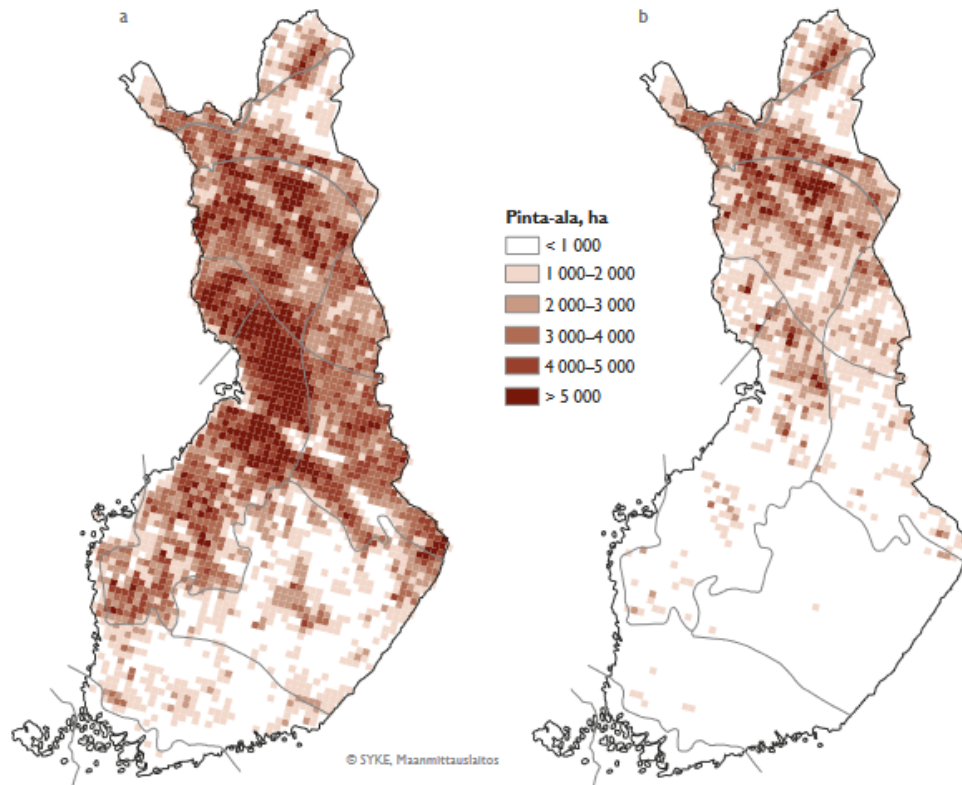 a
b
Pinta-ala, ha
< 1 000
1 000–2 000
2 000–3 000
3 000–4 000
4 000–5 000
> 5 000
© SYKE, Maanmittauslaitos